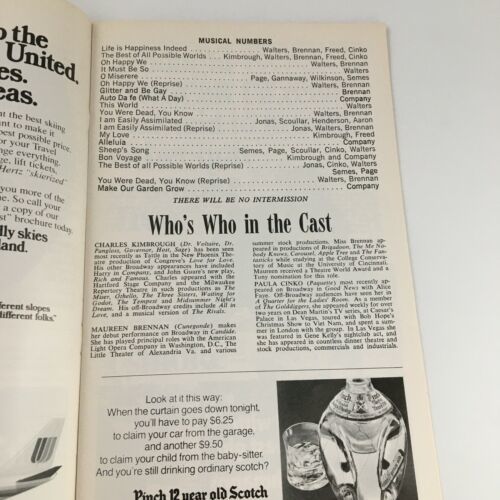 o the
United.
es.
eas.
at the best skiing
nt to make it
best possible price.
for your Travel
nge everything.
ge, lift tickets,
Hertz "skierized"
you more of the
e. So call your
a copy of our
st" brochure today.
lly skies
land.
fferent slopes
different folks."
MUSICAL NUMBERS
Life is Happiness Indeed Walters, Brennan, Freed, Cinko
The Best of All Possible Worlds Kimbrough, Walters, Brennan, Freed, Cinko
Oh Happy We Walters, Brennan
It Must Be So Walters
O Miserere Page, Gannaway, Wilkinson, Semes
Oh Happy We (Reprise) Walters, Brennan
Glitter and Be Gay Brennan
Auto Da Fe (What A Day) Company
This World Walters
You Were Dead, You Know Walters, Brennan
I am Easily Assimilated Jonas, Scoullar, Henderson, Aaron
I am Easily Assimilated (Reprise) Jonas, Walters, Brennan
My Love Kimbrough, Freed
Alleluia Company
Sheep's Song Semes, Page, Scoullar, Cinko, Walters
Bon Voyage Kimbrough and Company
The Best of all Possible Worlds (Reprise) Jonas, Cinko, Walters,
Semes, Page
You Were Dead, You Know (Reprise) Walters, Brennan
Make Our Garden Grow Company
THERE WILL BE NO INTERMISSION
Who's Who in the Cast
CHARLES KIMBROUGH (Dr. Voltaire, Dr.
Pangloss, Governor, Host, Sage) has been
most recently as Tattle in the New Phoenix Theatre
production of Congreve's Love for Love.
His other Broadway appearances have included
Harry in Company, and John Guare's new play,
Rich and Famous. He has appeared with the
Hartford Stage Company and the Milwaukee
Repertory Theatre in such productions as The
Miser, Othello, The Three Sisters, Waiting for
Godot, The Tempest and Midsummer Night's
Dream. His off-Broadway credits include All in
Love, and a musical version of The Rivals.
MAUREEN BRENNAN (Cunegonde) makes
her debut performance on Broadway in Candide.
She has played principal roles with the American
Light Opera Company in Washington, D.C., The
Little Theater of Alexandria Va. and various
summer stock productions. Miss Brennan appeared
in productions of Brigadoon, The Me Nobody
Knows, Carousel, Apple Tree and The Fantasticks
while studying at the College Conservatory
of Music at the University of Cincinnati.
Maureen received a Theatre World Award and a
Tony nomination for this role.
PAULA CINKO (Paquette) most recently appeared
on Broadway in Good News with Alice
Faye. Off-Broadway audiences have seen her in
A Quarter for the Ladies Room. As a member
of The Golddiggers, she appeared weekly for over
two years on Dean Martin's TV series, at Caesar's
Palace in Las Vegas, toured with Bob Hope's
Christmas Show to Viet Nam, and spent a summer
in London with the group. In Las Vegas she
was featured in Gene Kelly's nightclub act, and
she has appeared in countless dinner theatre and
stock productions, commercials and industrials.
Look at it this way:
When the curtain goes down tonight,
you'll have to pay $6.25
to claim your car from the garage,
and another $9.50
to claim your child from the baby-sitter.
And you're still drinking ordinary scotch?
Pinch 12 year old Scotch